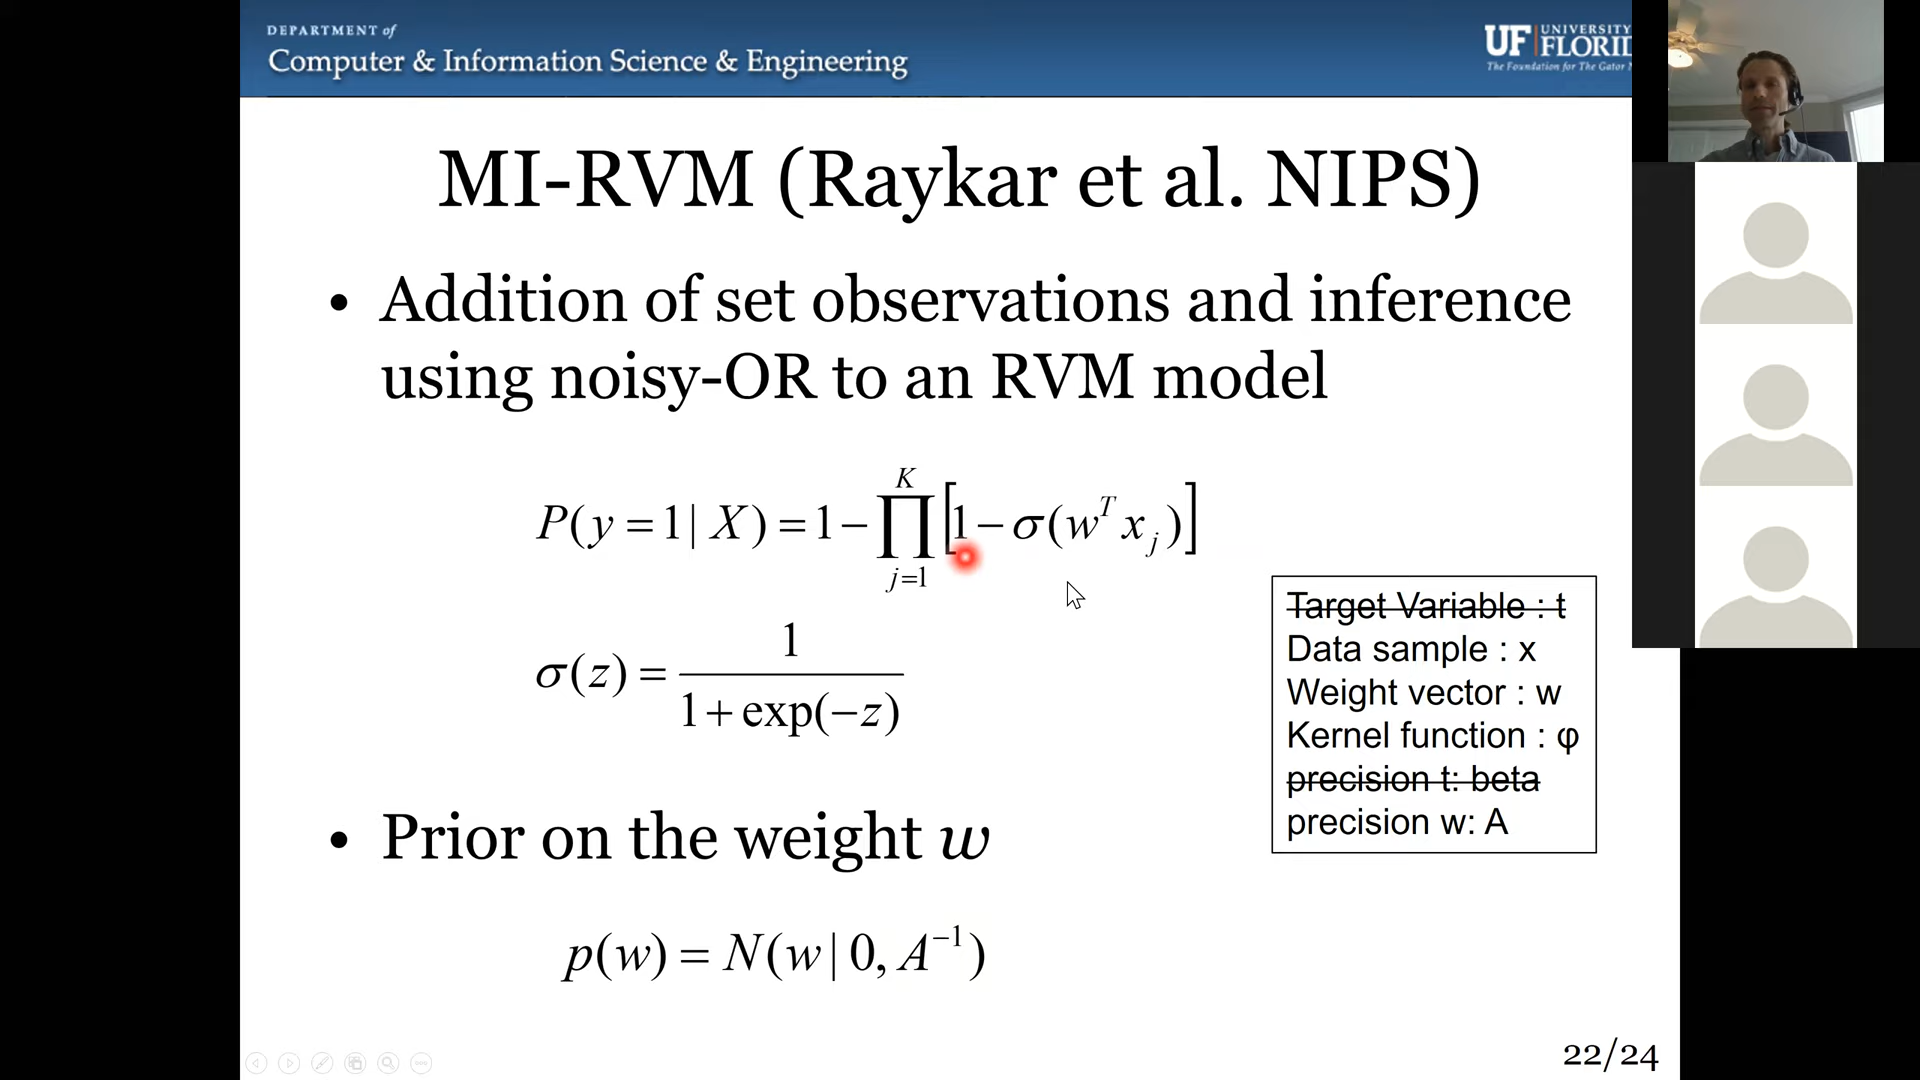 DEPARTMENT of
Computer & Information Science & Engineering
UF UNIVERSITY
FLORID
The Foundation for The Gator N
MI-RVM (Raykar et al. NIPS)
• Addition of set observations and inference
using noisy-OR to an RVM model
P(y = 1 | X) = 1 − ∏_{j=1}^{K} [1 − σ(w^T x_j)]
σ(z) = 1 / (1 + exp(−z))
Target Variable : t
Data sample : x
Weight vector : w
Kernel function : φ
precision t: beta
precision w: A
• Prior on the weight w
p(w) = N(w | 0, A^{−1})
22/24